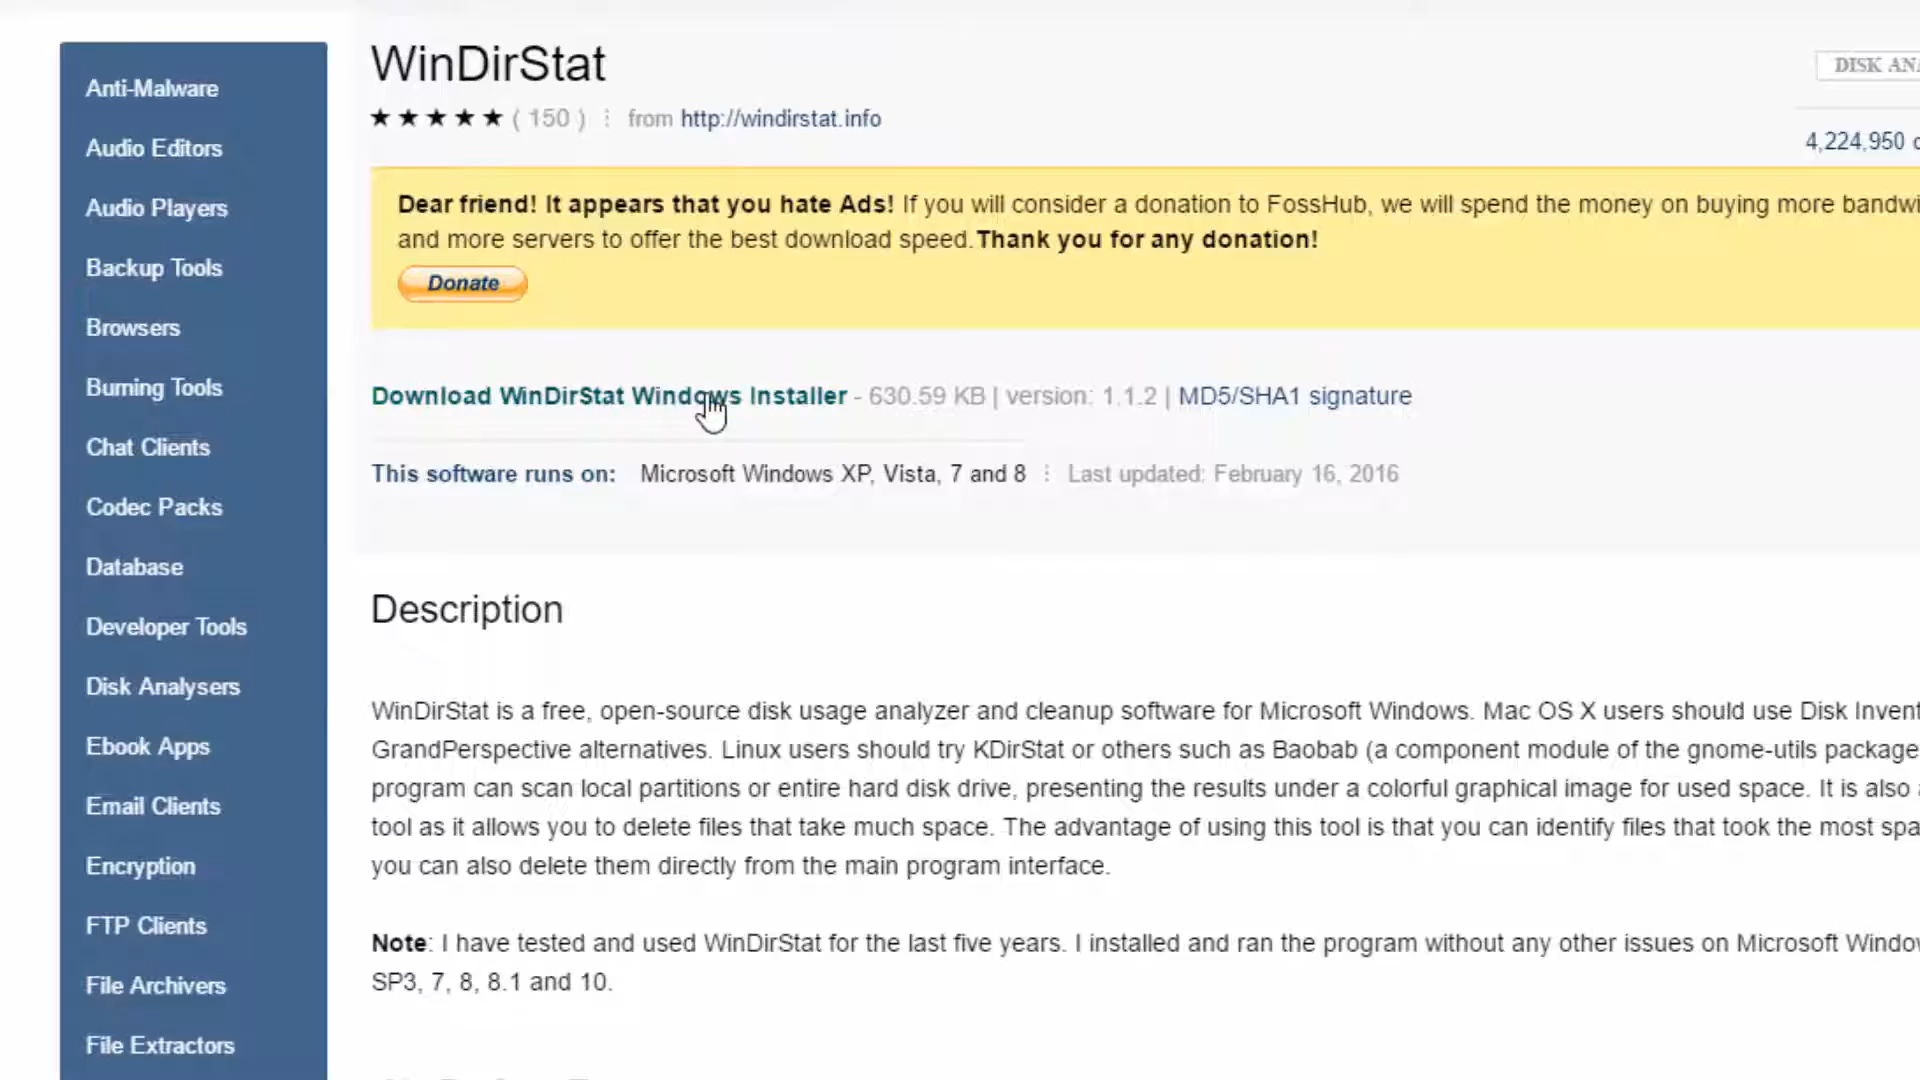 Anti-Malware
Audio Editors
Audio Players
Backup Tools
Browsers
Burning Tools
Chat Clients
Codec Packs
Database
Developer Tools
Disk Analysers
Ebook Apps
Email Clients
Encryption
FTP Clients
File Archivers
File Extractors
WinDirStat
★★★★★ ( 150 ) ⋮ from http://windirstat.info
DISK
4,224,950
Dear friend! It appears that you hate Ads! If you will consider a donation to FossHub, we will spend the money on buying more
and more servers to offer the best download speed. Thank you for any donation!
Donate
Download WinDirStat Windows Installer - 630.59 KB | version: 1.1.2 | MD5/SHA1 signature
This software runs on: Microsoft Windows XP, Vista, 7 and 8 ⋮ Last updated: February 16, 2016
Description
WinDirStat is a free, open-source disk usage analyzer and cleanup software for Microsoft Windows. Mac OS X users should use Disk
GrandPerspective alternatives. Linux users should try KDirStat or others such as Baobab (a component module of the gnome-utils package
program can scan local partitions or entire hard disk drive, presenting the results under a colorful graphical image for used space. It is also
tool as it allows you to delete files that take much space. The advantage of using this tool is that you can identify files that took the most
you can also delete them directly from the main program interface.
Note: I have tested and used WinDirStat for the last five years. I installed and ran the program without any other issues on Microsoft
SP3, 7, 8, 8.1 and 10.